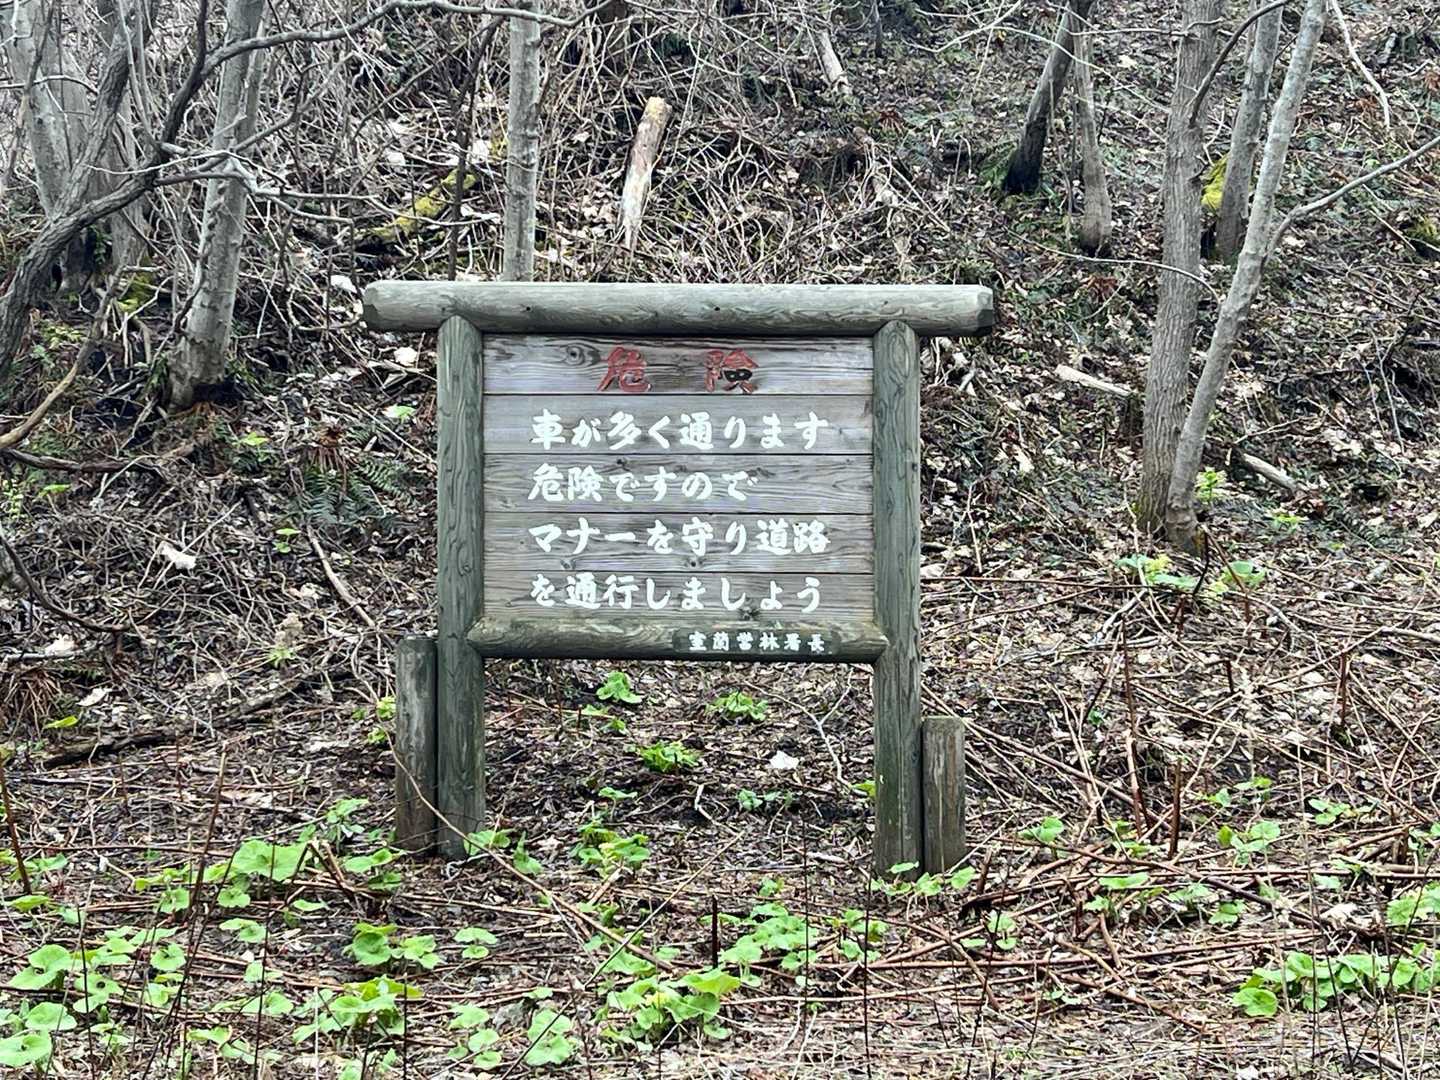 危険
車が多く通ります
危険ですので
マナーを守り道路
を通行しましょう
室蘭営林署長